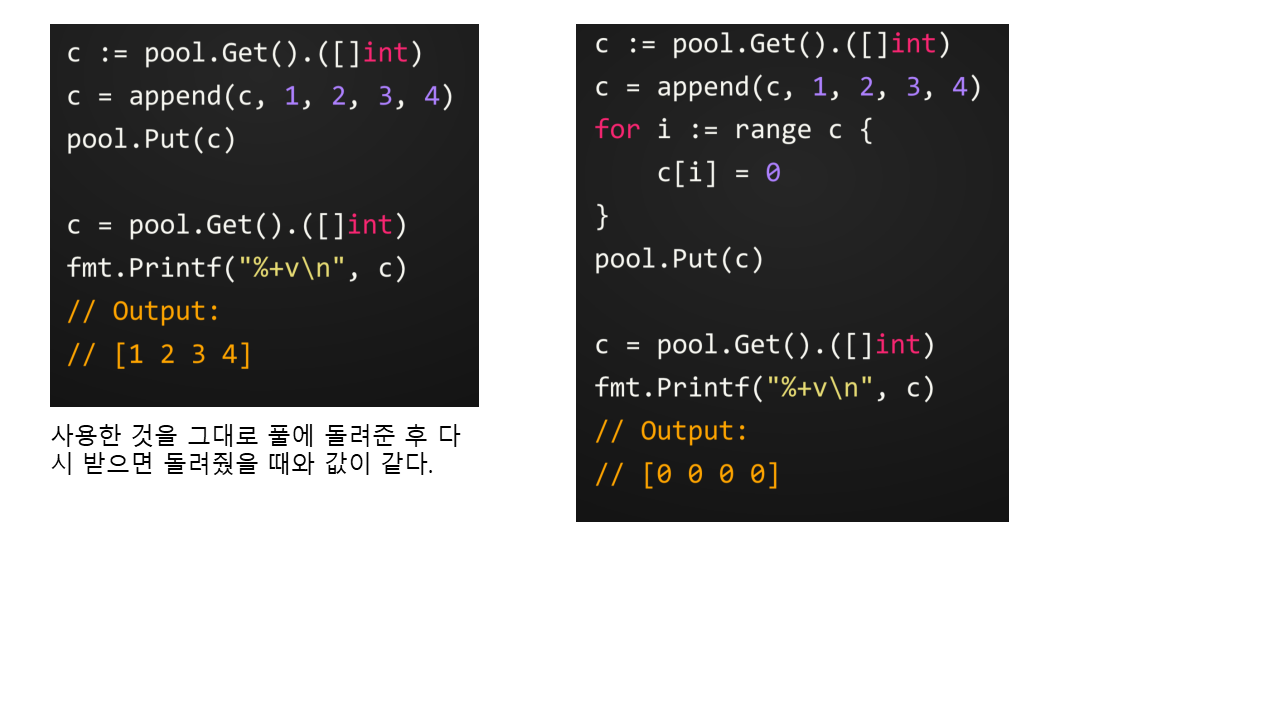 c := pool.Get().([]int)
c = append(c, 1, 2, 3, 4)
pool.Put(c)
c = pool.Get().([]int)
fmt.Printf("%+v\n", c)
// Output:
// [1 2 3 4]
사용한 것을 그대로 풀에 돌려준 후 다
시 받으면 돌려줬을 때와 값이 같다.
c := pool.Get().([]int)
c = append(c, 1, 2, 3, 4)
for i := range c {
    c[i] = 0
}
pool.Put(c)
c = pool.Get().([]int)
fmt.Printf("%+v\n", c)
// Output:
// [0 0 0 0]